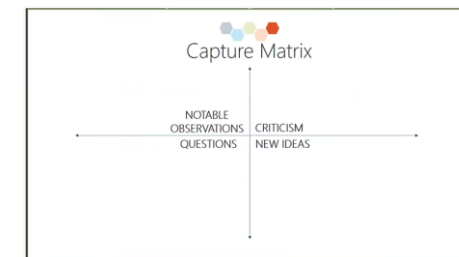 Capture Matrix
NOTABLE
OBSERVATIONS
CRITICISM
QUESTIONS
NEW IDEAS